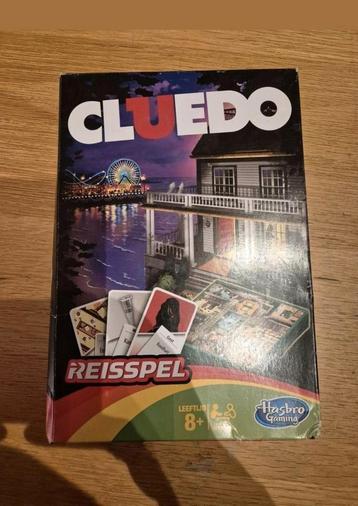 CLUEDO
REISSPEL
LEEFTIJD
8+
Hasbro
Gaming